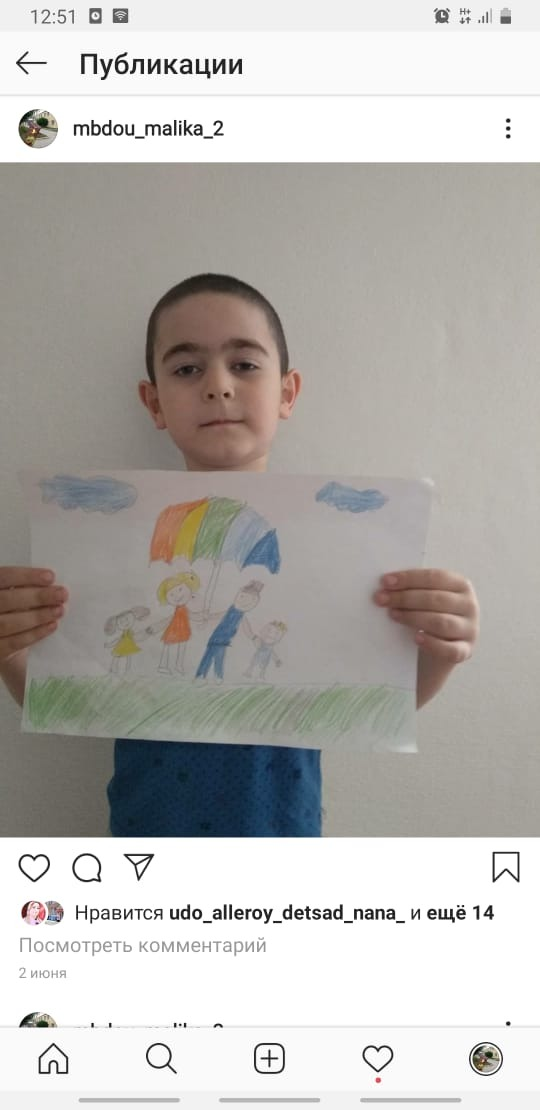 12:51
Публикации
mbdou_malika_2
Нравится udo_alleroy_detsad_nana_ и ещё 14
Посмотреть комментарий
2 июня